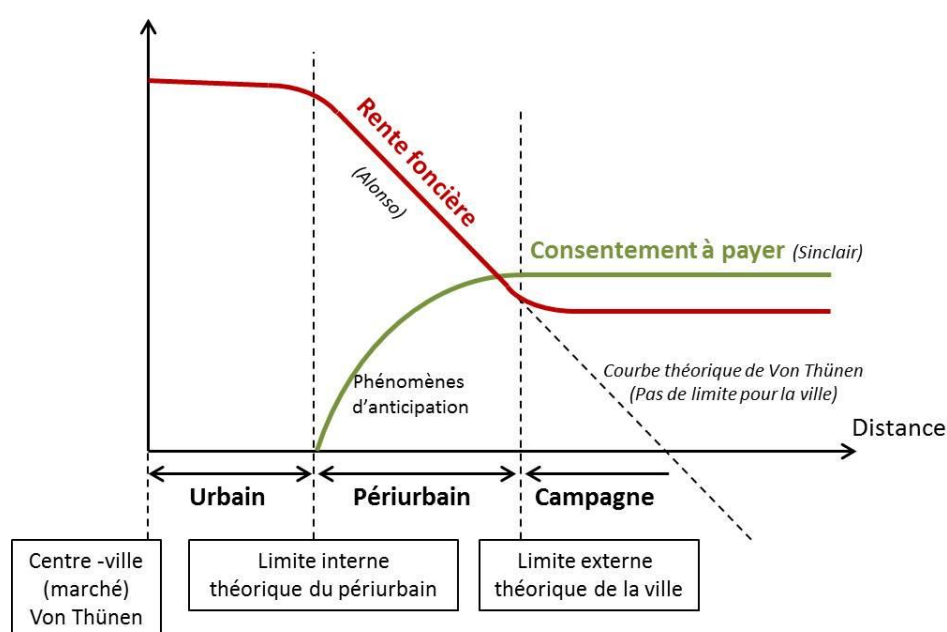 Rente foncière
(Alonso)
Consentement à payer (Sinclair)
Phénomènes
d'anticipation
Courbe théorique de Von Thünen
(Pas de limite pour la ville)
Distance
Urbain
Périurbain
Campagne
Centre -ville
(marché)
Von Thünen
Limite interne
théorique du périurbain
Limite externe
théorique de la ville